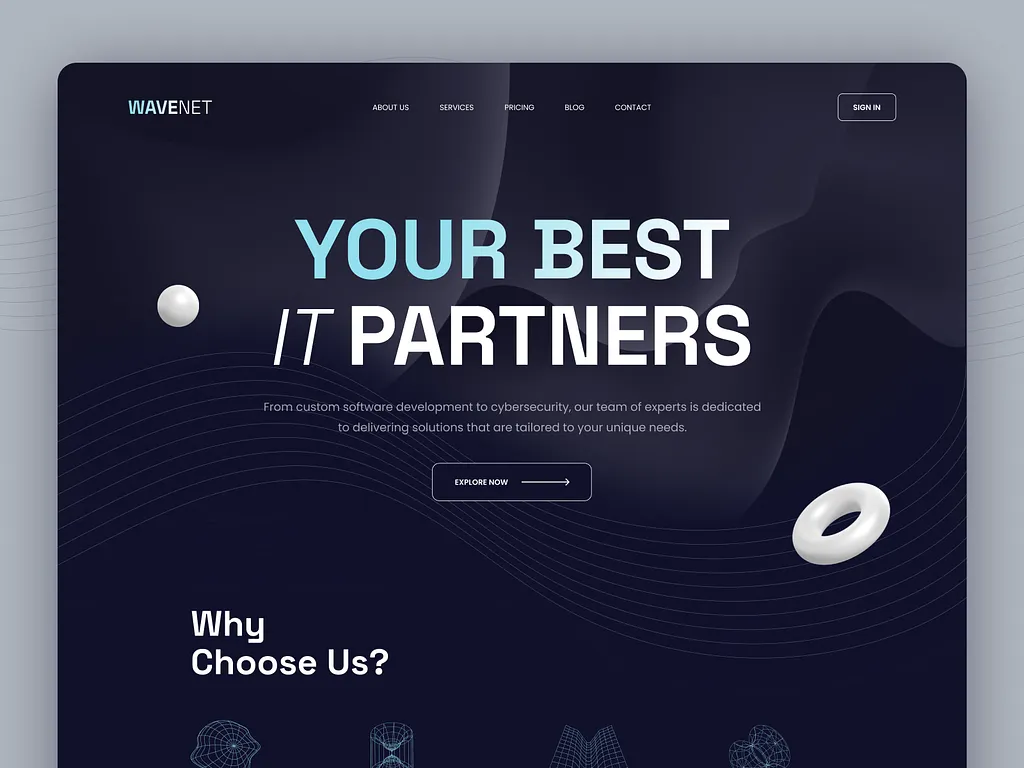 WAVENET
ABOUT US
SERVICES
PRICING
BLOG
CONTACT
SIGN IN
YOUR BEST
IT PARTNERS
From custom software development to cybersecurity, our team of experts is dedicated
to delivering solutions that are tailored to your unique needs.
EXPLORE NOW
Why
Choose Us?